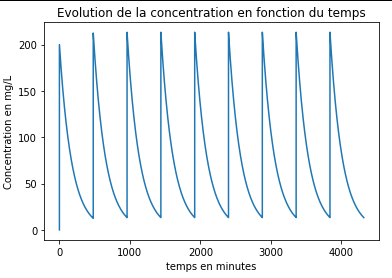 Evolution de la concentration en fonction du temps
Concentration en mg/L
200
150
100
50
0
0 1000 2000 3000 4000
temps en minutes